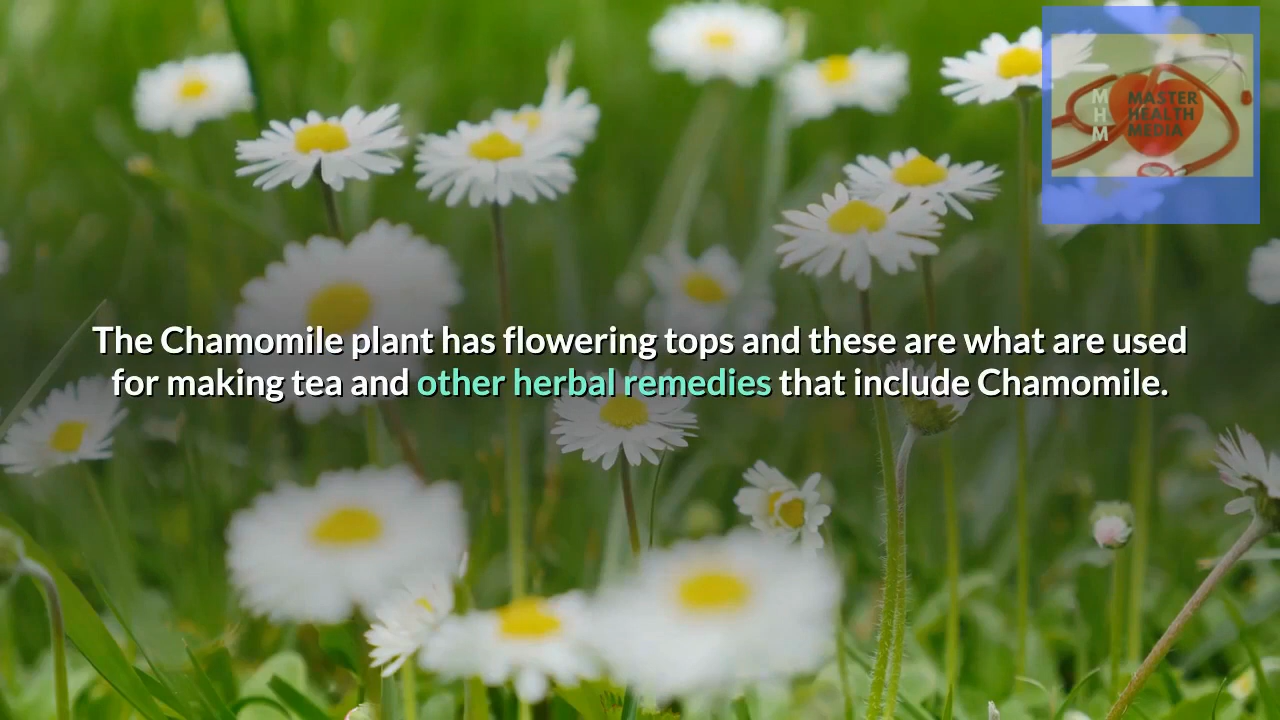 M
H
M
MASTER
HEALTH
MEDIA
The Chamomile plant has flowering tops and these are what are used
for making tea and other herbal remedies that include Chamomile.